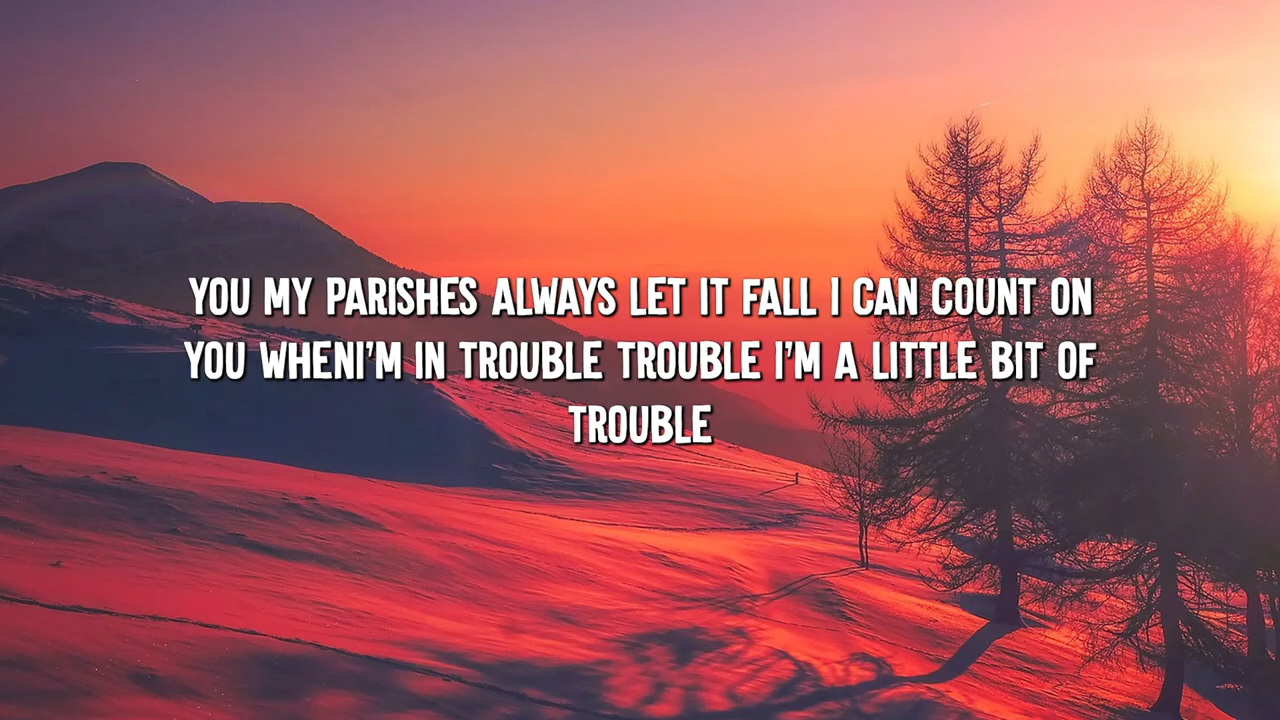 YOU MY PARISHES ALWAYS LET IT FALL I CAN COUNT ON
YOU WHENI'M IN TROUBLE TROUBLE I'M A LITTLE BIT OF
TROUBLE